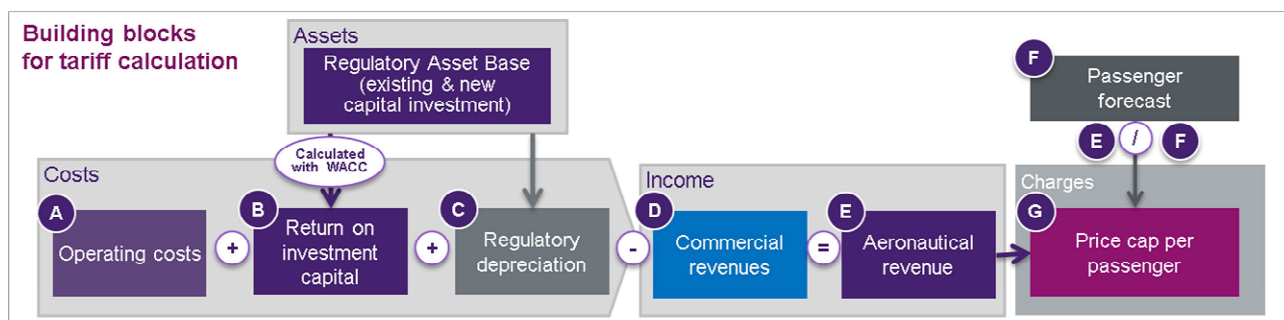 Building blocks
for tariff calculation
Assets
Regulatory Asset Base
(existing & new
capital investment)
Calculated
with WACC
Costs
A
Operating costs
+
B
Return on
investment
capital
+
C
Regulatory
depreciation
-
Income
D
Commercial
revenues
=
E
Aeronautical
revenue
F
Passenger
forecast
E / F
Charges
G
Price cap per
passenger